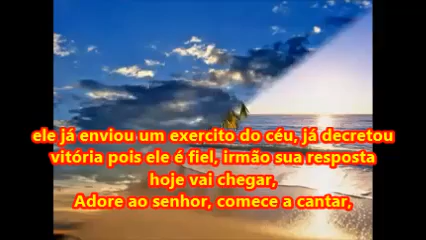 ele já enviou um exercito do céu, já decretou
vitória pois ele é fiel, irmão sua resposta
hoje vai chegar,
Adore ao senhor, comece a cantar,